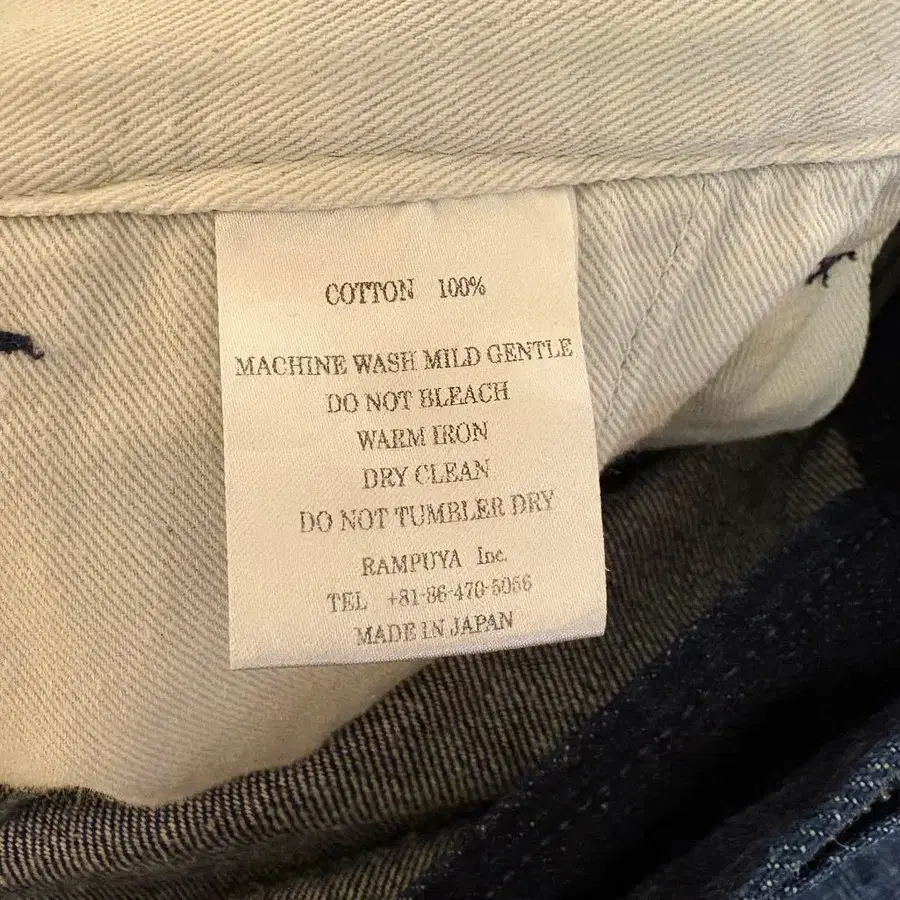 COTTON 100%
MACHINE WASH MILD GENTLE
DO NOT BLEACH
WARM IRON
DRY CLEAN
DO NOT TUMBLER DRY
RAMPUYA Inc.
TEL +81-86-470-5056
MADE IN JAPAN